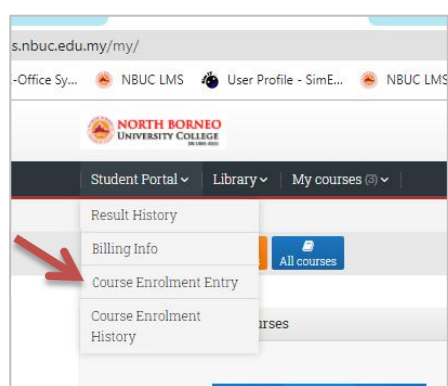 s.nbuc.edu.my/my/
-Office Sy... NBUC LMS User Profile - SimE... NBUC LMS
NORTH BORNEO
UNIVERSITY COLLEGE
Student Portal Library My courses (3)
Result History
Billing Info
All courses
Course Enrolment Entry
Course Enrolment
History
urses